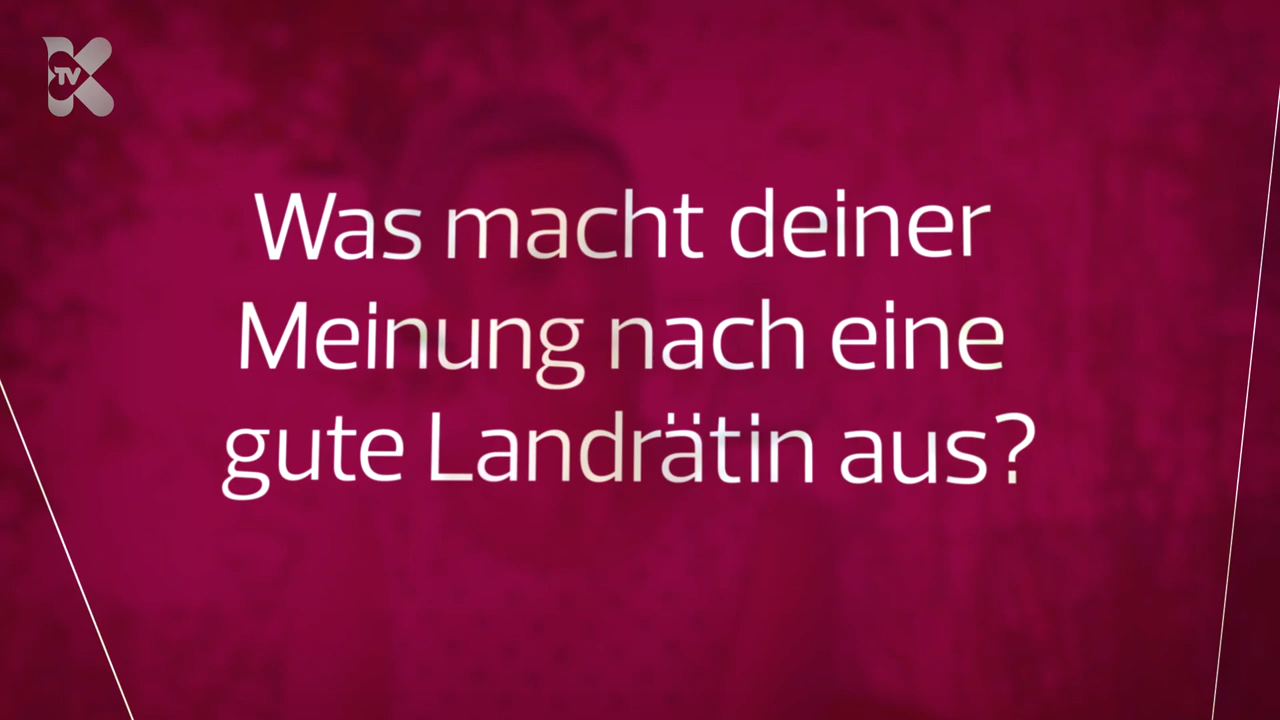 TV K
Was macht deiner
Meinung nach eine
gute Landrätin aus?